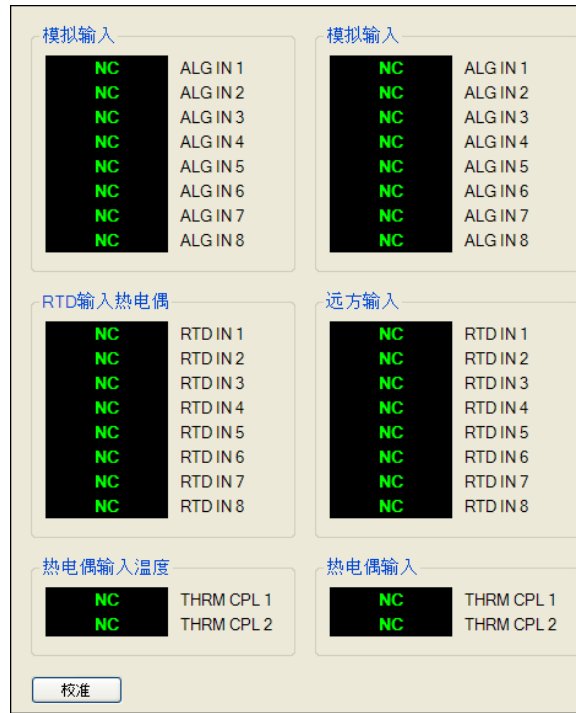 模拟输入
NC ALG IN 1
NC ALG IN 2
NC ALG IN 3
NC ALG IN 4
NC ALG IN 5
NC ALG IN 6
NC ALG IN 7
NC ALG IN 8
模拟输入
NC ALG IN 1
NC ALG IN 2
NC ALG IN 3
NC ALG IN 4
NC ALG IN 5
NC ALG IN 6
NC ALG IN 7
NC ALG IN 8
RTD输入热电偶
NC RTD IN 1
NC RTD IN 2
NC RTD IN 3
NC RTD IN 4
NC RTD IN 5
NC RTD IN 6
NC RTD IN 7
NC RTD IN 8
远方输入
NC RTD IN 1
NC RTD IN 2
NC RTD IN 3
NC RTD IN 4
NC RTD IN 5
NC RTD IN 6
NC RTD IN 7
NC RTD IN 8
热电偶输入温度
NC THRM CPL 1
NC THRM CPL 2
热电偶输入
NC THRM CPL 1
NC THRM CPL 2
校准